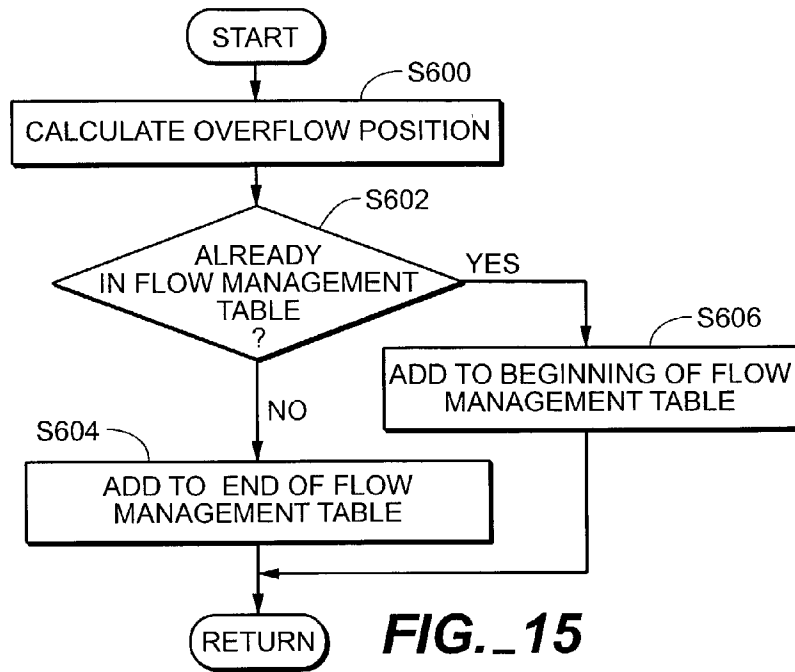 START
S600
CALCULATE OVERFLOW POSITION
S602
ALREADY
IN FLOW MANAGEMENT
TABLE
?
YES
S606
ADD TO BEGINNING OF FLOW
MANAGEMENT TABLE
NO
S604
ADD TO END OF FLOW
MANAGEMENT TABLE
RETURN
FIG._15